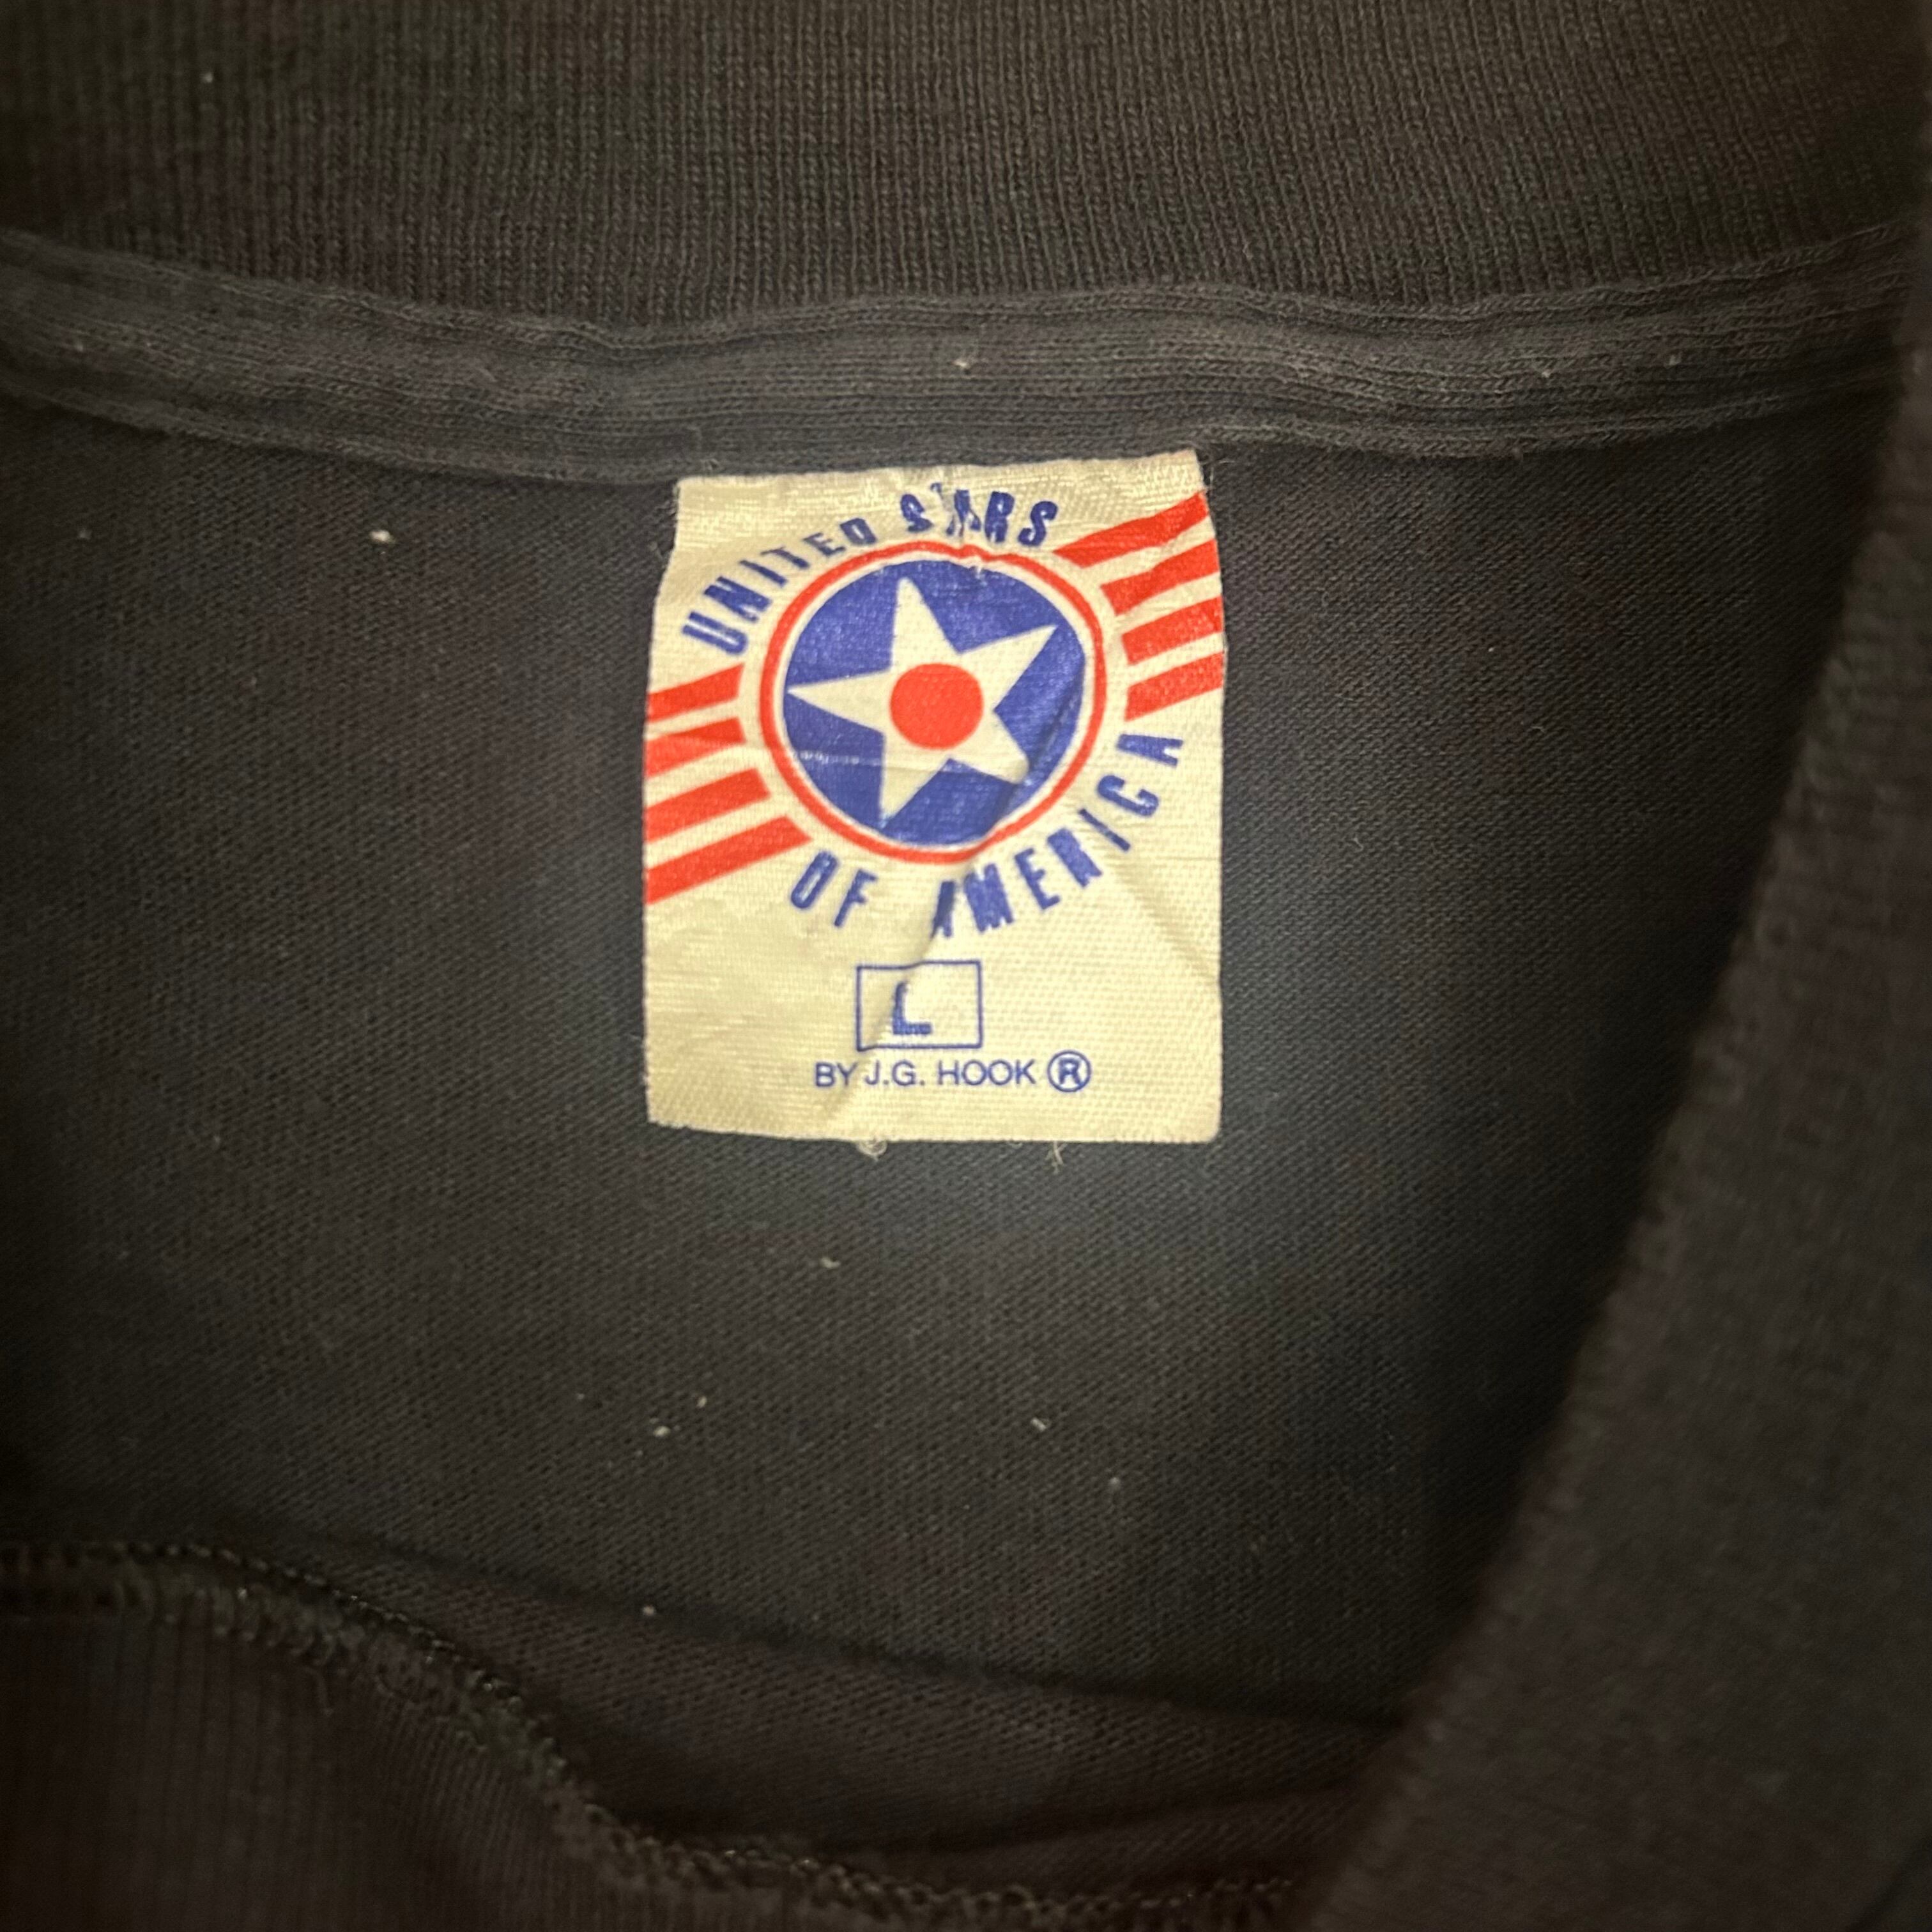 UNITED STARS
OF AMERICA
L
BY J.G. HOOK ®